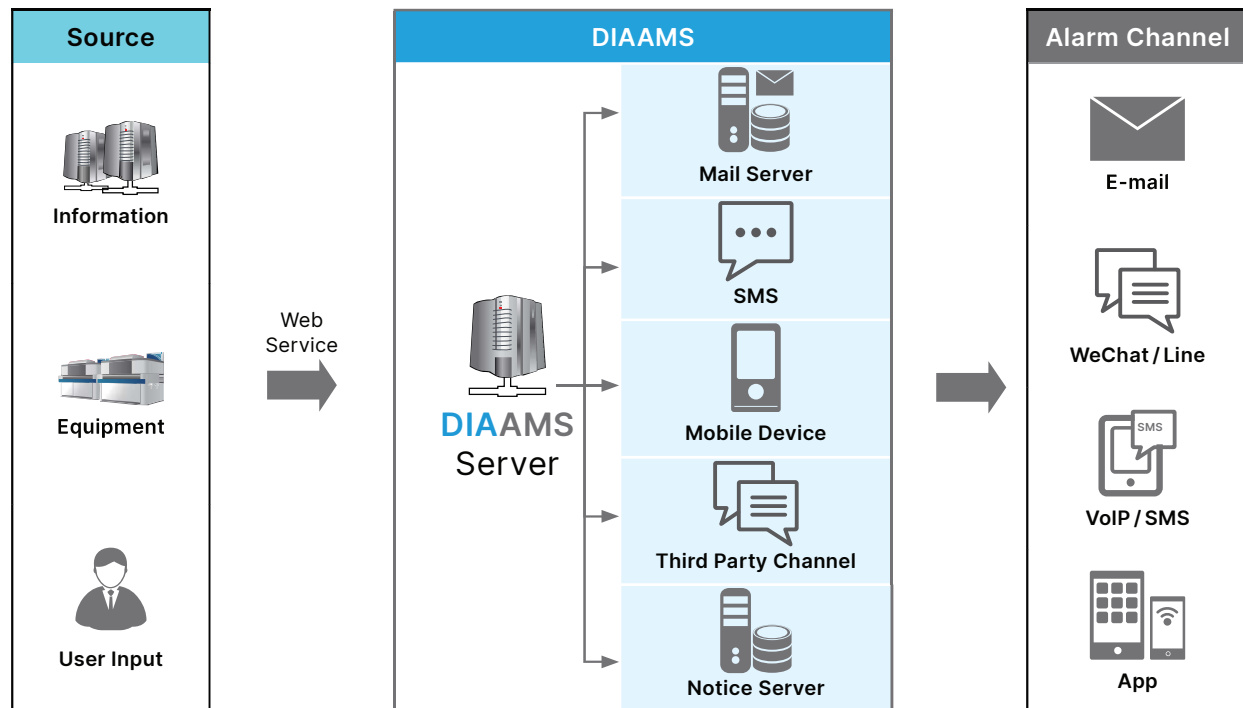 Source
Information
Equipment
User Input
Web
Service
DIAAMS
DIAAMS
Server
Mail Server
SMS
Mobile Device
Third Party Channel
Notice Server
Alarm Channel
E-mail
WeChat / Line
SMS
VoIP / SMS
App